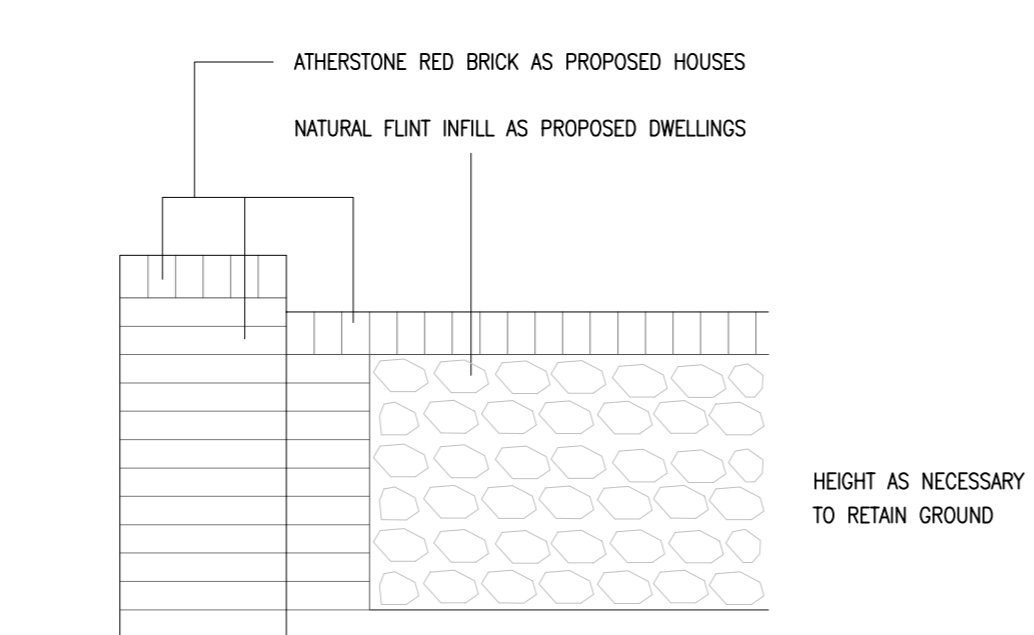 ATHERSTONE RED BRICK AS PROPOSED HOUSES
NATURAL FLINT INFILL AS PROPOSED DWELLINGS
HEIGHT AS NECESSARY
TO RETAIN GROUND